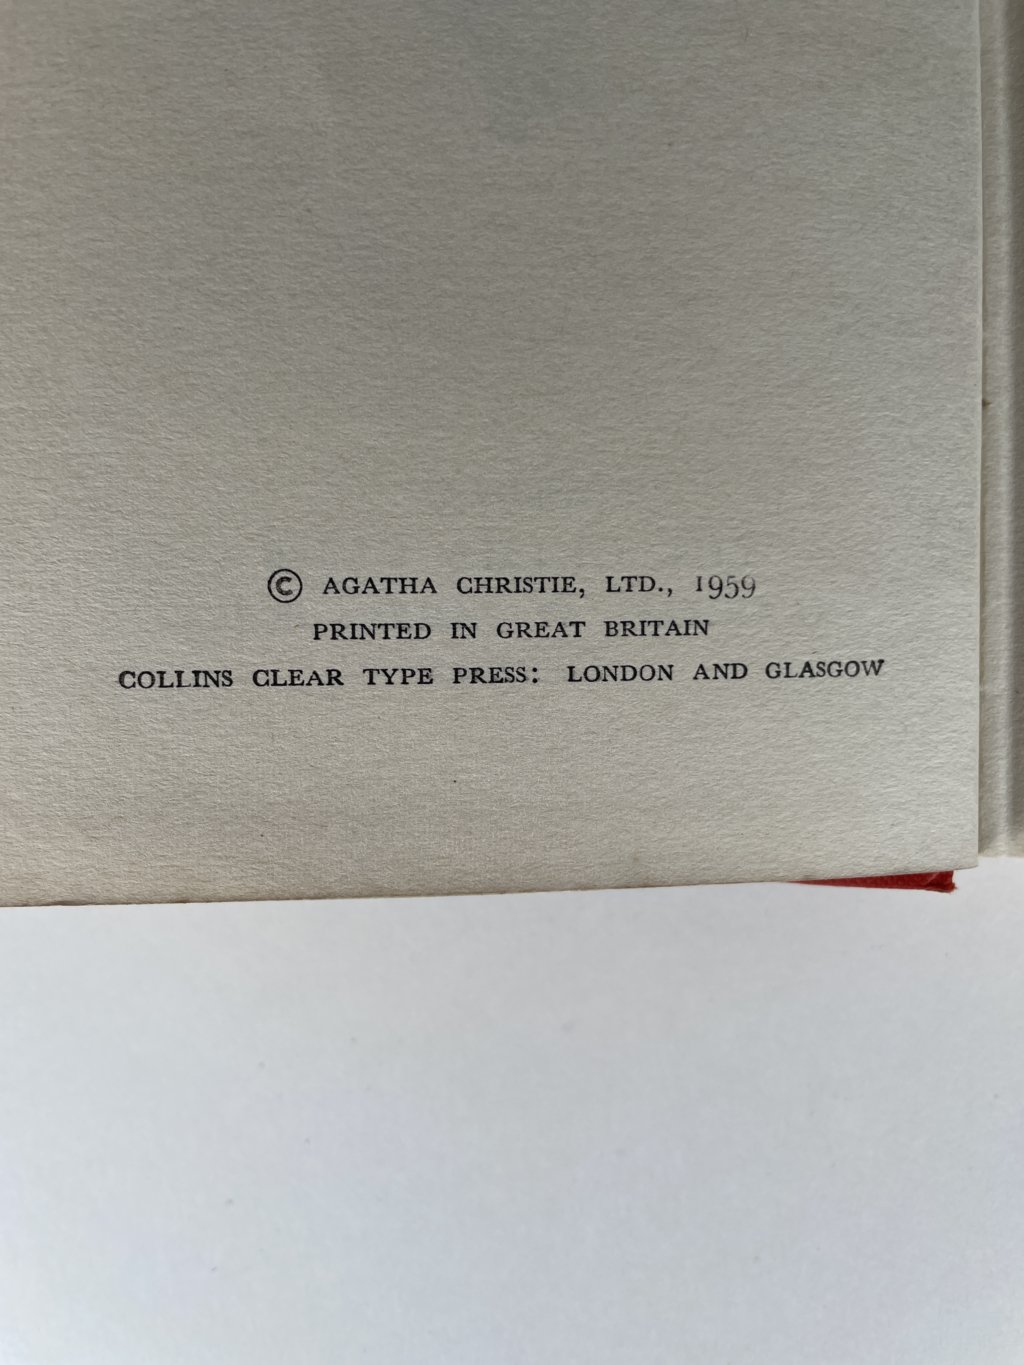 © AGATHA CHRISTIE, LTD., 1959
PRINTED IN GREAT BRITAIN
COLLINS CLEAR TYPE PRESS: LONDON AND GLASGOW